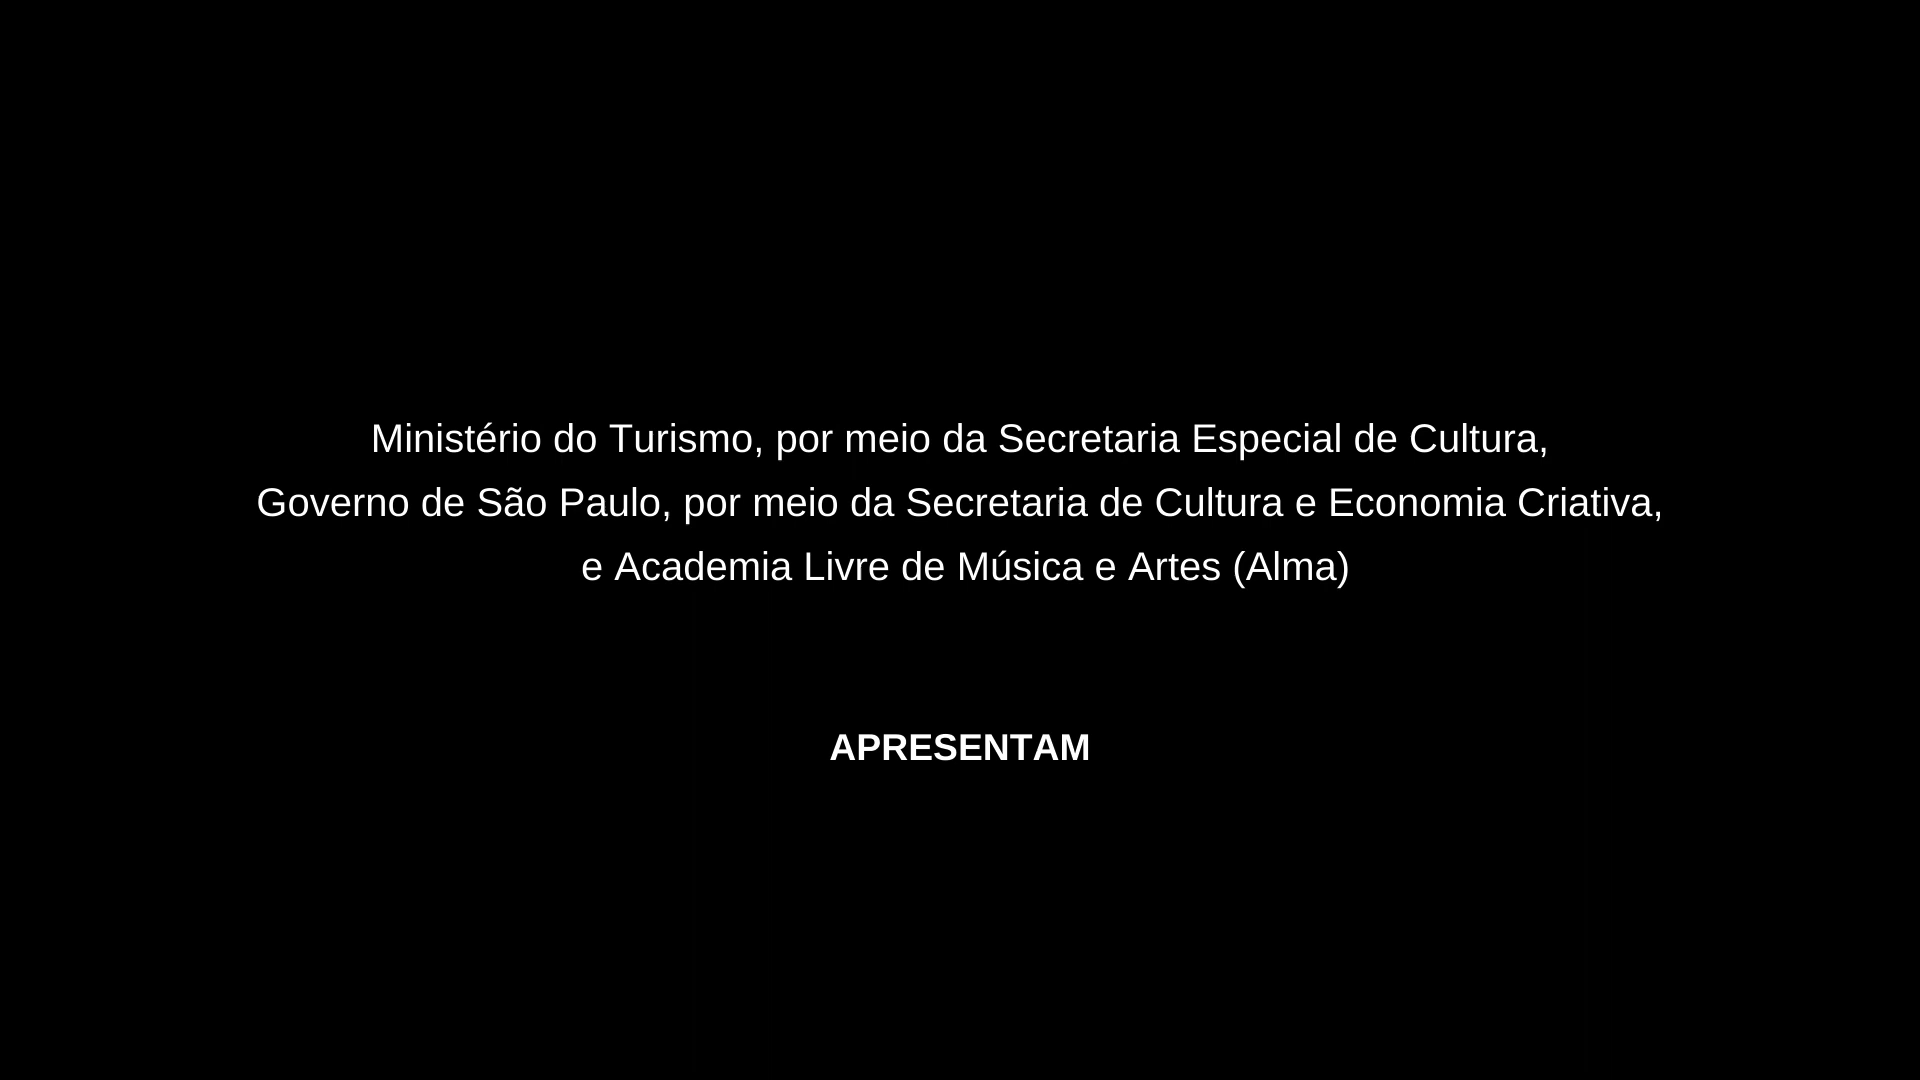 Ministério do Turismo, por meio da Secretaria Especial de Cultura,
Governo de São Paulo, por meio da Secretaria de Cultura e Economia Criativa,
e Academia Livre de Música e Artes (Alma)
APRESENTAM